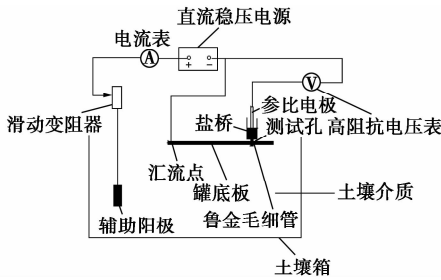 直流稳压电源
电流表
A
+ -
V
参比电极
盐桥
测试孔 高阻抗电压表
滑动变阻器
汇流点
罐底板
土壤介质
鲁金毛细管
辅助阳极
土壤箱